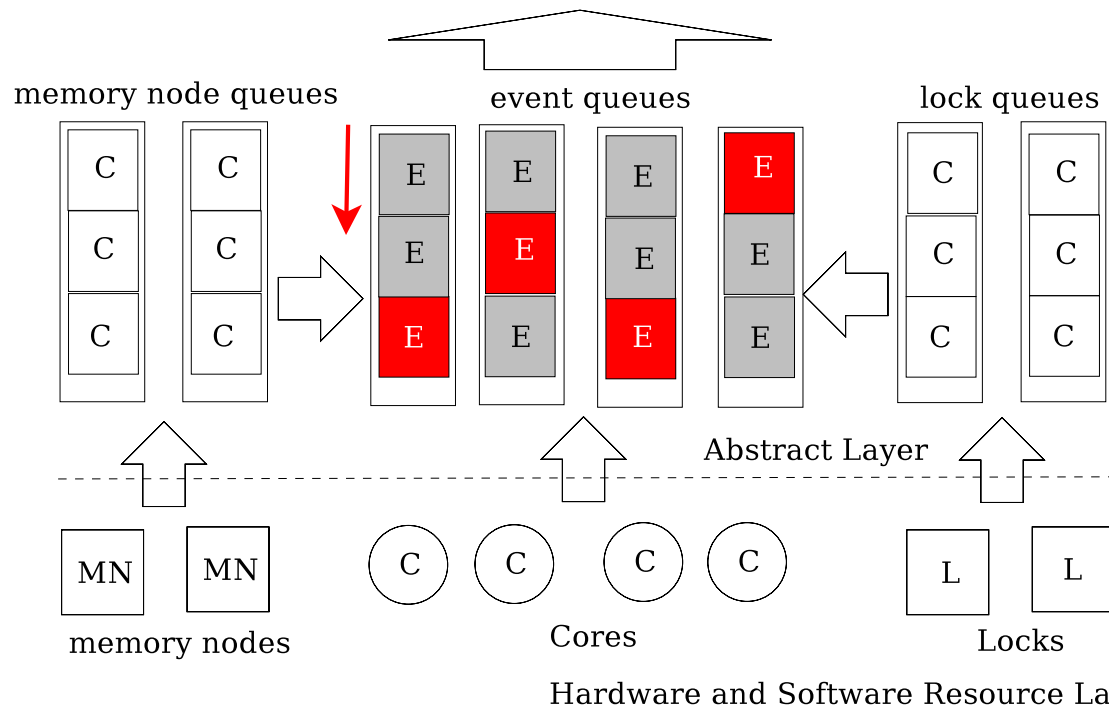 memory node queues
event queues
lock queues
C C E E E E C C
C C E E E E C C
C C E E E E C C
Abstract Layer
MN MN C C C C L L
memory nodes
Cores
Locks
Hardware and Software Resource La